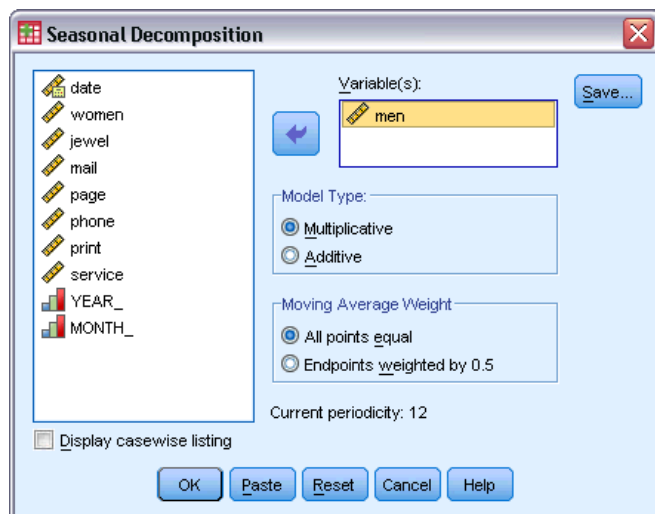 Seasonal Decomposition
date
women
jewel
mail
page
phone
print
service
YEAR_
MONTH_
Display casewise listing
Variable(s):
men
Save...
Model Type:
Multiplicative
Additive
Moving Average Weight
All points equal
Endpoints weighted by 0.5
Current periodicity: 12
OK
Paste
Reset
Cancel
Help